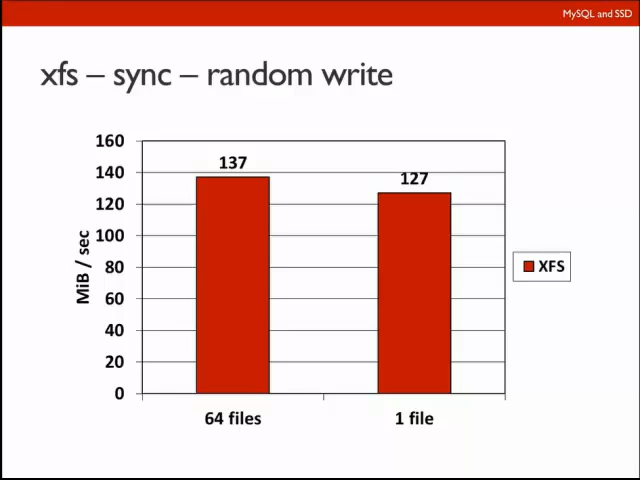 MySQL and SSD
xfs – sync – random write
160
140
120
100
80
60
40
20
0
MiB / sec
137
127
64 files
1 file
XFS